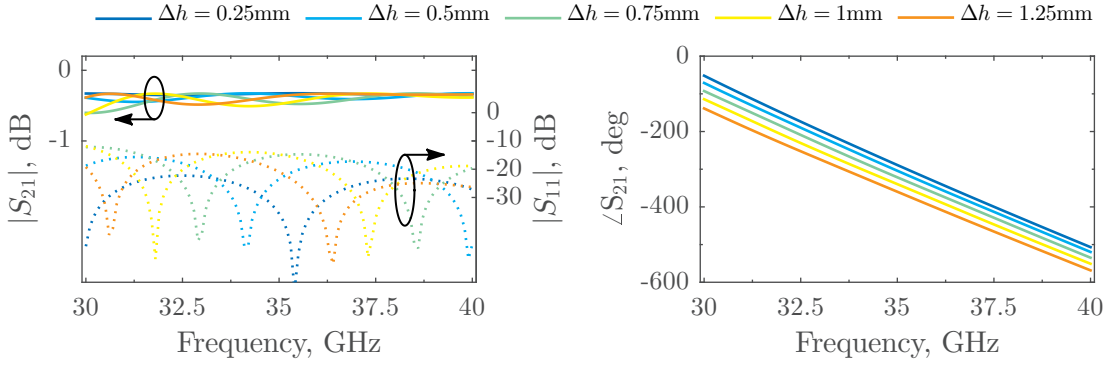 Δh = 0.25mm Δh = 0.5mm Δh = 0.75mm Δh = 1mm Δh = 1.25mm
|S21|, dB
0
-1
0
-10
-20
-30
|S11|, dB
30 32.5 35 37.5 40
Frequency, GHz
∠S21, deg
0
-200
-400
-600
30 32.5 35 37.5 40
Frequency, GHz